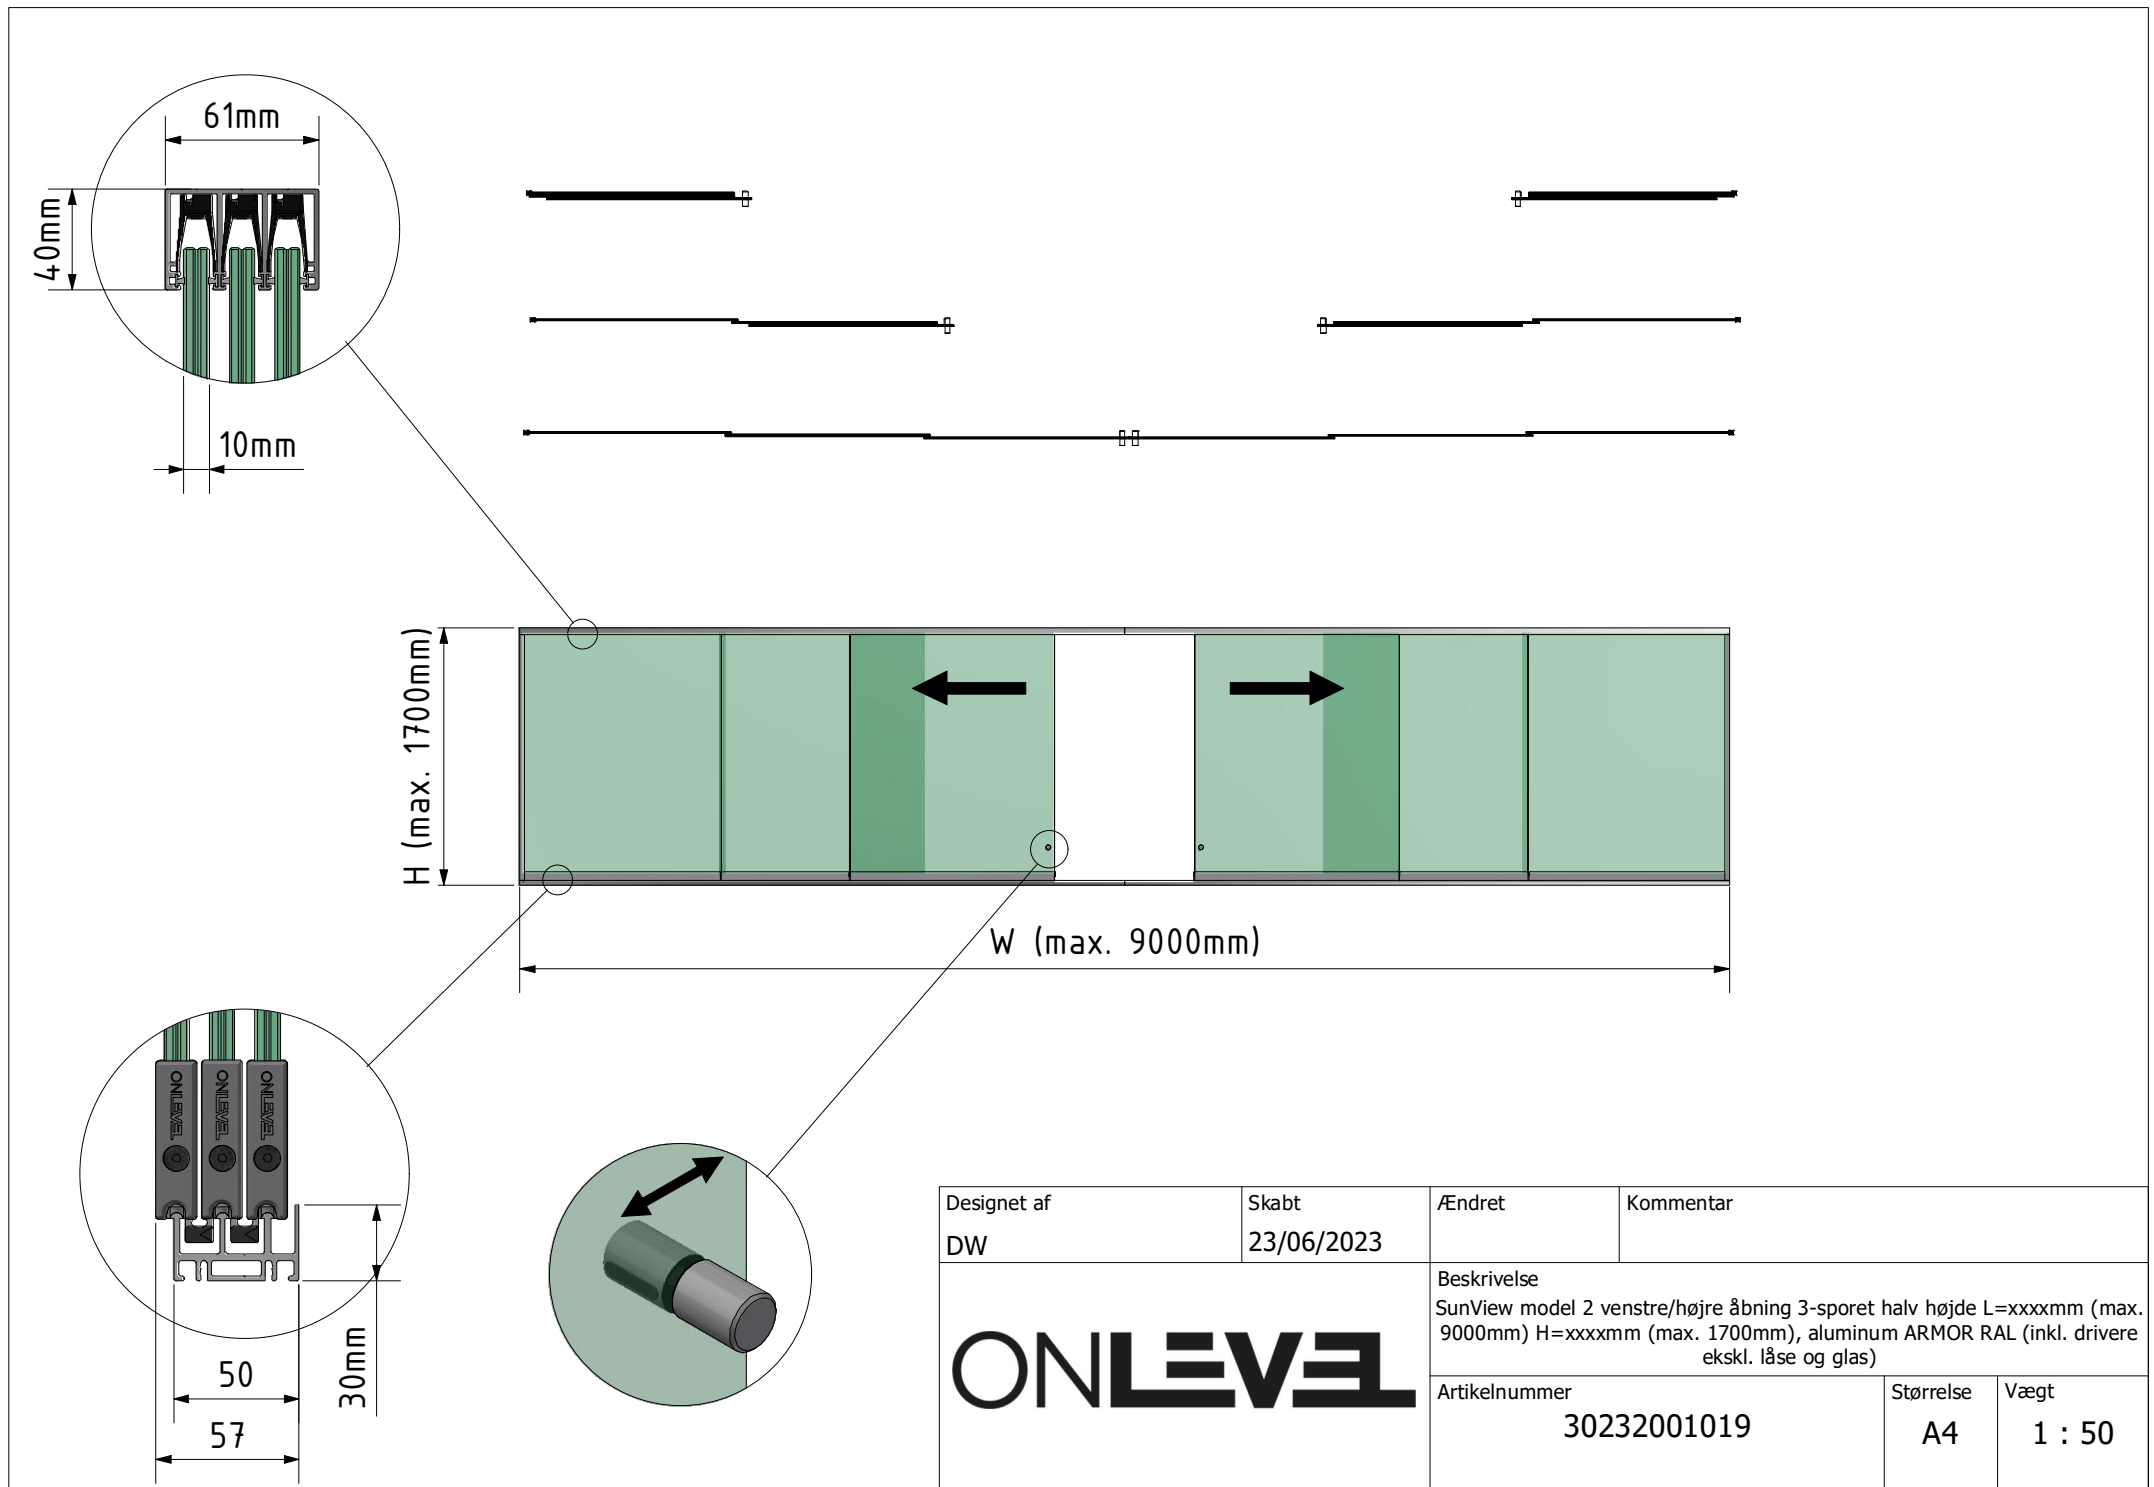 61mm
40mm
10mm
H (max. 1700mm)
W (max. 9000mm)
ONLEVEL
ONLEVEL
ONLEVEL
30mm
50
57
Designet af
DW
Skabt
23/06/2023
Ændret
Kommentar
ONLEVEL
Beskrivelse
SunView model 2 venstre/højre åbning 3-sporet halv højde L=xxxxmm (max.
9000mm) H=xxxxmm (max. 1700mm), aluminum ARMOR RAL (inkl. drivere
ekskl. låse og glas)
Artikelnummer
30232001019
Størrelse
A4
Vægt
1 : 50